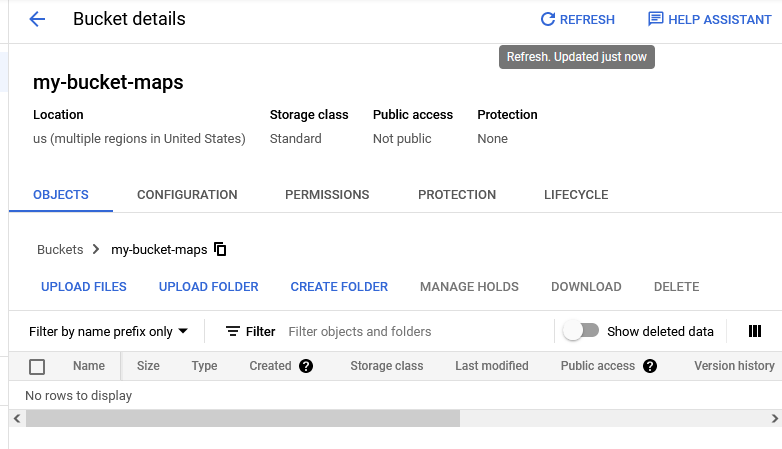 Bucket details
REFRESH
HELP ASSISTANT
Refresh. Updated just now
my-bucket-maps
Location Storage class Public access Protection
us (multiple regions in United States) Standard Not public None
OBJECTS CONFIGURATION PERMISSIONS PROTECTION LIFECYCLE
Buckets my-bucket-maps
UPLOAD FILES UPLOAD FOLDER CREATE FOLDER MANAGE HOLDS DOWNLOAD DELETE
Filter by name prefix only Filter Filter objects and folders Show deleted data
Name Size Type Created ? Storage class Last modified Public access ? Version history
No rows to display